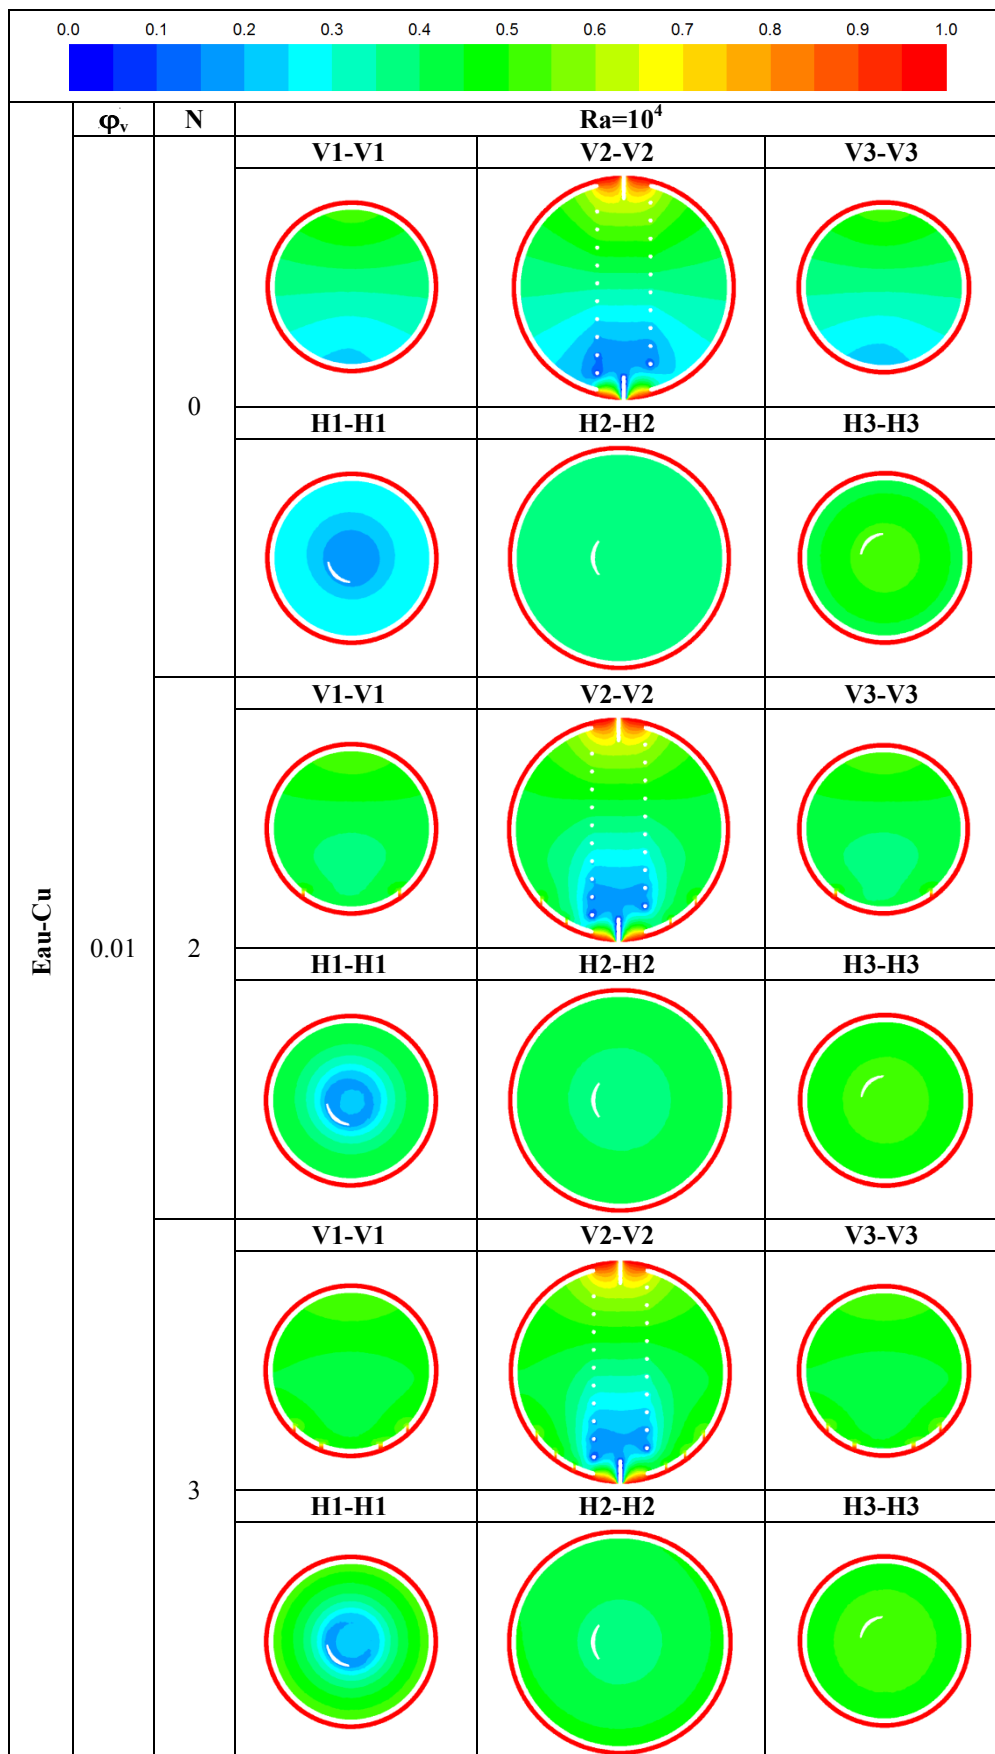 0.0 0.1 0.2 0.3 0.4 0.5 0.6 0.7 0.8 0.9 1.0
φv N Ra=10⁴
V1-V1 V2-V2 V3-V3
0
H1-H1 H2-H2 H3-H3
V1-V1 V2-V2 V3-V3
Eau-Cu 0.01 2
H1-H1 H2-H2 H3-H3
V1-V1 V2-V2 V3-V3
3
H1-H1 H2-H2 H3-H3